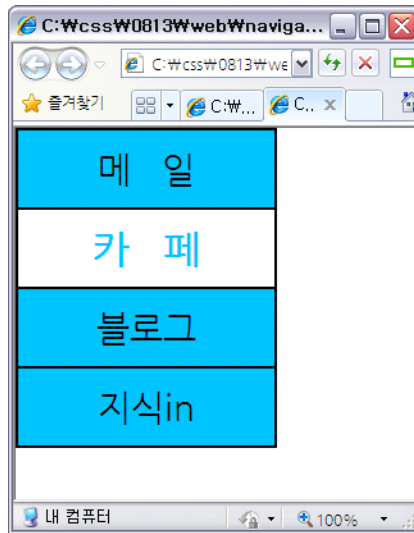 C:₩css₩0813₩web₩naviga...
C:₩css₩0813₩we
즐겨찾기 C:₩... C...
메 일
카 페
블로그
지식in
내 컴퓨터 100%